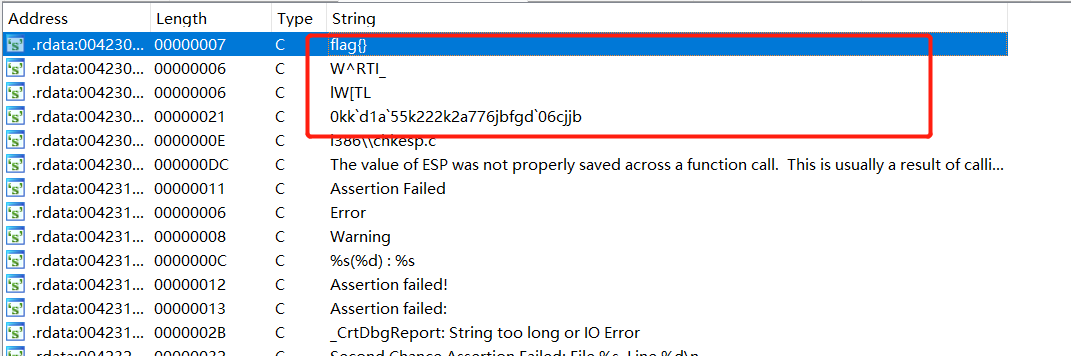 Address Length Type String
.rdata:004230... 00000007 C flag{}
.rdata:004230... 00000006 C W^RTI_
.rdata:004230... 00000006 C lW[TL
.rdata:004230... 00000021 C 0kk`d1a`55k222k2a776jbfgd`06cjjb
.rdata:004230... 0000000E C i386\\chkesp.c
.rdata:004230... 000000DC C The value of ESP was not properly saved across a function call.  This is usually a result of calli...
.rdata:004231... 00000011 C Assertion Failed
.rdata:004231... 00000006 C Error
.rdata:004231... 00000008 C Warning
.rdata:004231... 0000000C C %s(%d) : %s
.rdata:004231... 00000012 C Assertion failed!
.rdata:004231... 00000013 C Assertion failed:
.rdata:004231... 0000002B C _CrtDbgReport: String too long or IO Error
.rdata:004232... 00000032 C Second Chance Assertion Failed: File %s, Line %d\n